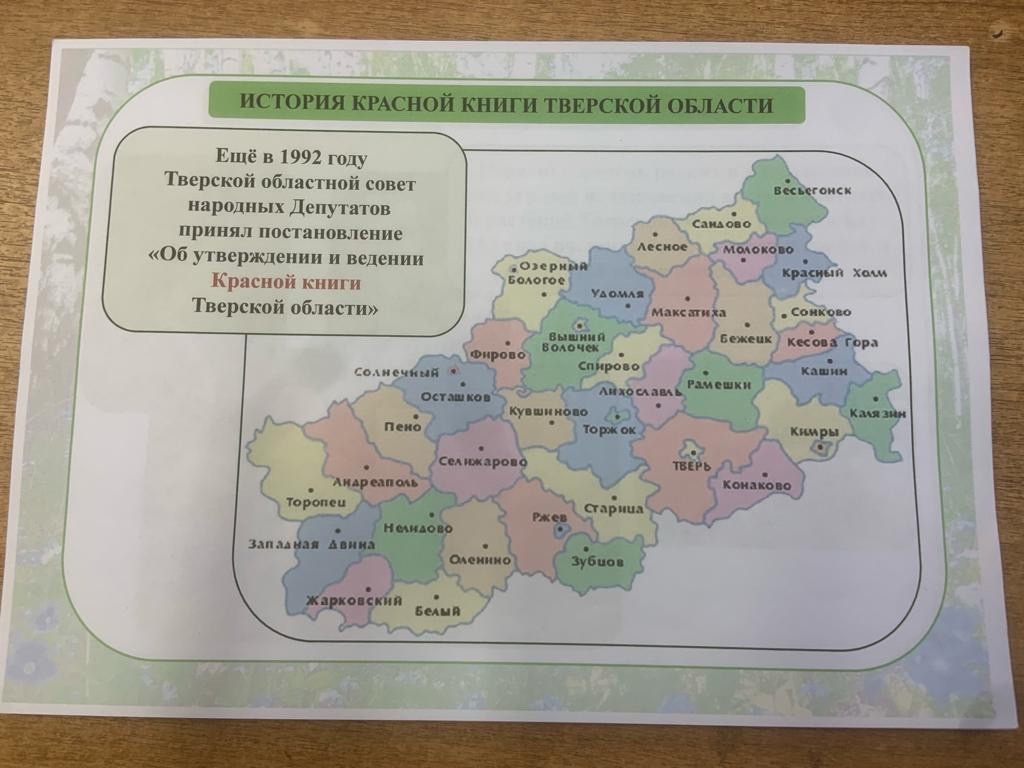 ИСТОРИЯ КРАСНОЙ КНИГИ ТВЕРСКОЙ ОБЛАСТИ
Ещё в 1992 году
Тверской областной совет
народных Депутатов
принял постановление
«Об утверждении и ведении
Красной книги
Тверской области»
Весьегонск
Сандово
Лесное
Молоково
Красный Холм
Озерный
Бологое
Удомля
Максатиха
Сонково
Бежецк
Кесова Гора
Вышний
Волочек
Фирово
Спирово
Кашин
Солнечный
Осташков
Лихославль
Рамешки
Калязин
Кувшиново
Торжок
Пено
Кимры
Селижарово
ТВЕРЬ
Андреаполь
Конаково
Торопец
Старица
Нелидово
Ржев
Западная Двина
Оленино
Зубцов
Жарковский
Белый